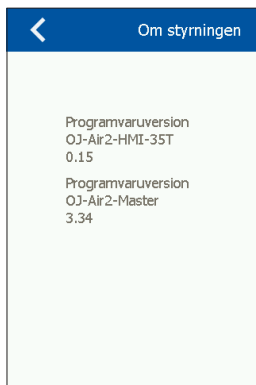 Om styrningen
Programvaruversion
OJ-Air2-HMI-35T
0.15
Programvaruversion
OJ-Air2-Master
3.34